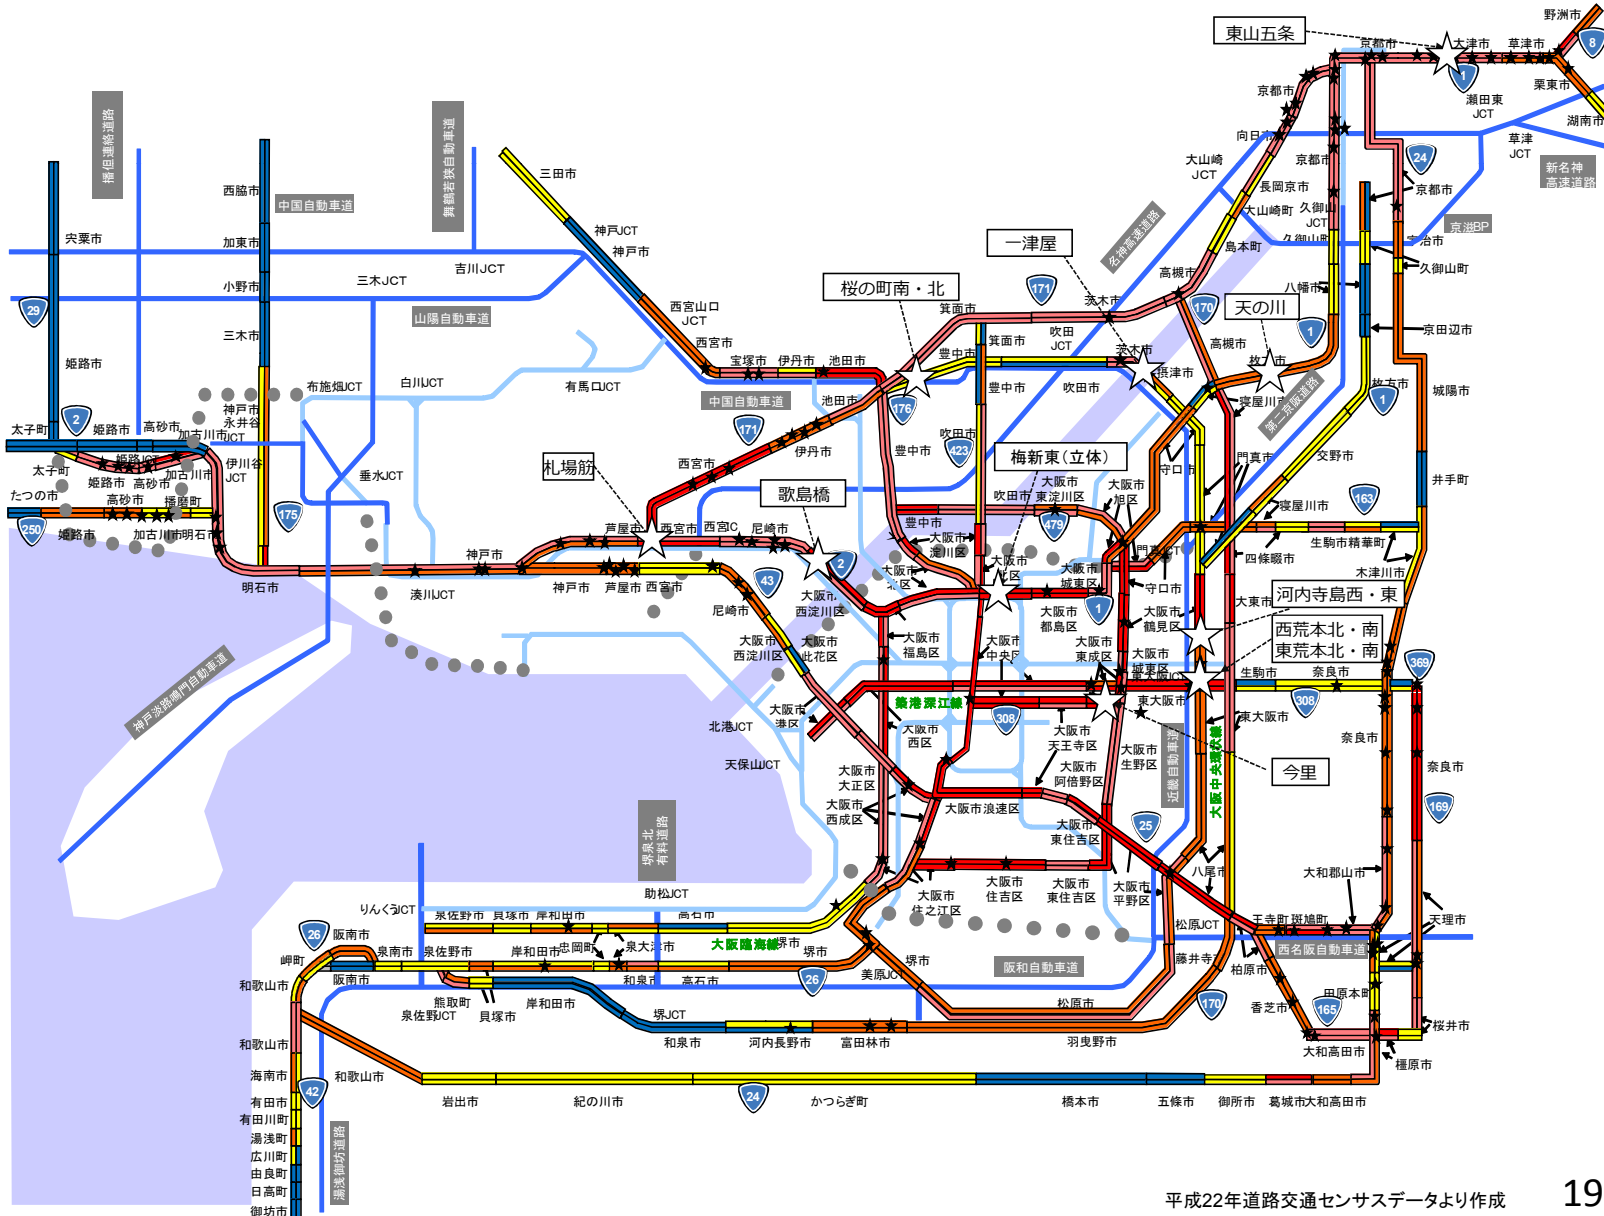 東山五条
野洲市
京都市
大津市
草津市
8
1
栗東市
瀬田東
JCT
湖南市
京都市
向日市
草津
JCT
播但連絡道路
舞鶴若狭自動車道
三田市
大山崎
JCT
京都市
24
新名神
高速道路
西脇市
中国自動車道
長岡京市
京都市
大山崎町
久御山
JCT
京滋BP
宍粟市
加東市
神戸JCT
神戸市
名神高速道路
一津屋
島本町
久御山町
宇治市
久御山町
吉川JCT
三木JCT
小野市
桜の町南・北
171
高槻市
八幡市
29
山陽自動車道
西宮山口
JCT
箕面市
茨木市
170
天の川
1
京田辺市
三木市
西宮市
箕面市
吹田
JCT
高槻市
枚方市
姫路市
宝塚市
伊丹市
池田市
豊中市
茨木市
摂津市
布施畑JCT
白川JCT
有馬口JCT
中国自動車道
池田市
豊中市
吹田市
寝屋川市
第二京阪道路
枚方市
1
城陽市
2
神戸市
永井谷
JCT
176
太子町
姫路市
高砂市
加古川市
171
伊丹市
豊中市
吹田市
423
梅新東(立体)
守口市
門真市
交野市
姫路JCT
伊川谷
JCT
札場筋
西宮市
太子町
姫路市
高砂市
加古川市
垂水JCT
歌島橋
大阪市
東淀川区
大阪市
旭区
井手町
たつの市
高砂市
播磨町
175
吹田市
寝屋川市
163
250
姫路市
加古川市
明石市
芦屋市
西宮市
西宮IC
尼崎市
豊中市
479
大阪市
淀川区
門真JCT
四條畷市
生駒市
精華町
明石市
神戸市
湊川JCT
神戸市
芦屋市
西宮市
43
2
大阪市
北区
大阪市
城東区
守口市
木津川市
尼崎市
大阪市
西淀川区
大阪市
都島区
1
大阪市
鶴見区
大東市
河内寺島西・東
大阪市
西淀川区
大阪市
此花区
大阪市
福島区
大阪市
中央区
大阪市
東成区
大阪市
城東区
西荒本北・南
東荒本北・南
369
東大阪JCT
生駒市
奈良市
神戸淡路鳴門自動車道
大阪市
港区
築港深江線
308
東大阪市
東大阪市
308
北港JCT
大阪市
西区
大阪市
天王寺区
大阪市
生野区
近畿自動車道
大阪中央環状線
奈良市
天保山JCT
大阪市
大正区
大阪市
阿倍野区
今里
奈良市
大阪市
西成区
大阪市浪速区
大阪市
東住吉区
25
169
堺泉北
有料道路
大阪市
住之江区
大阪市
住吉区
大阪市
東住吉区
大阪市
平野区
八尾市
大和郡山市
助松JCT
りんくうJCT
泉佐野市
貝塚市
岸和田市
高石市
松原JCT
王寺町
斑鳩町
天理市
26
阪南市
忠岡町
泉大津市
大阪臨海線
堺市
西名阪自動車道
岬町
泉南市
泉佐野市
岸和田市
堺市
堺市
藤井寺市
柏原市
阪南市
和泉市
高石市
26
美原JCT
阪和自動車道
和歌山市
熊取町
泉佐野JCT
貝塚市
岸和田市
堺JCT
松原市
170
香芝市
165
田原本町
桜井市
和歌山市
和泉市
河内長野市
富田林市
羽曳野市
大和高田市
橿原市
海南市
和歌山市
42
有田市
岩出市
紀の川市
24
かつらぎ町
橋本市
五條市
御所市
葛城市
大和高田市
有田川町
湯浅町
広川町
由良町
日高町
御坊市
湯浅御坊道路
平成22年道路交通センサスデータより作成
19